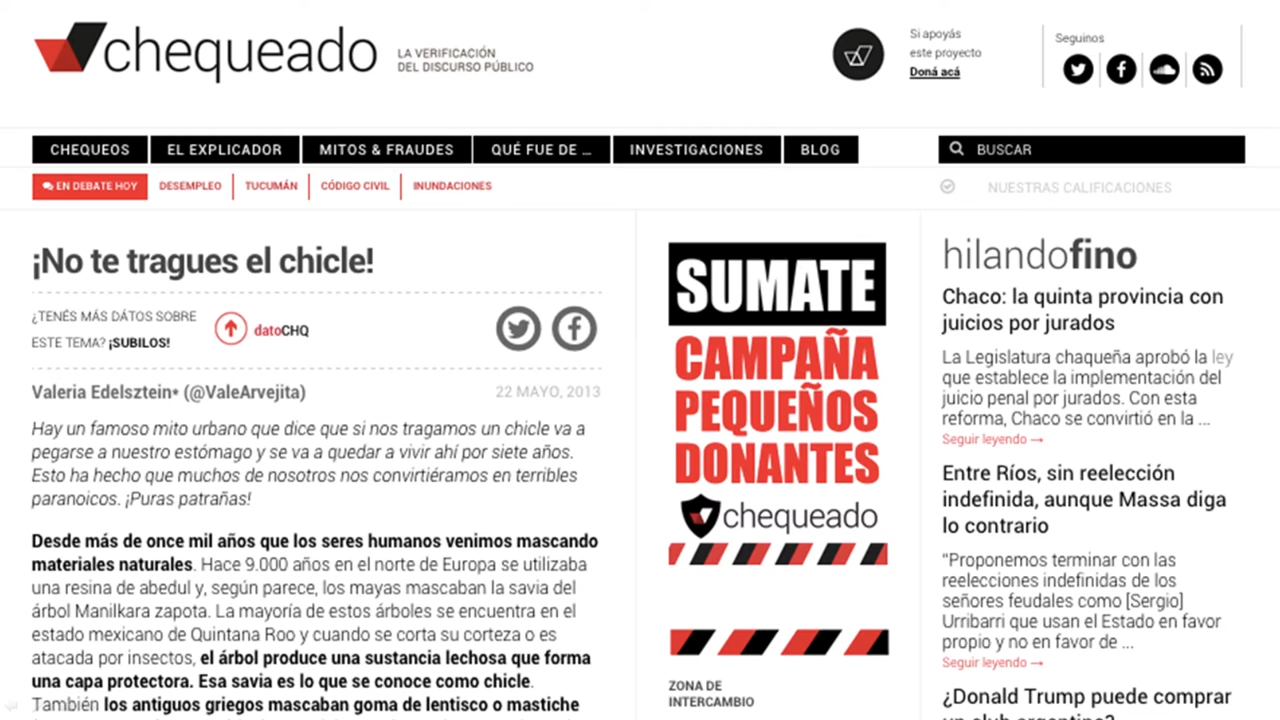 chequeado
LA VERIFICACIÓN
DEL DISCURSO PÚBLICO
Si apoyás
este proyecto
Doná acá
Seguinos
CHEQUEOS
EL EXPLICADOR
MITOS & FRAUDES
QUÉ FUE DE ...
INVESTIGACIONES
BLOG
BUSCAR
EN DEBATE HOY
DESEMPLEO
TUCUMÁN
CÓDIGO CIVIL
INUNDACIONES
NUESTRAS CALIFICACIONES
¡No te tragues el chicle!
¿TENÉS MÁS DÁTOS SOBRE
ESTE TEMA? ¡SUBILOS!
datoCHQ
Valeria Edelsztein* (@ValeArvejita)
22 MAYO, 2013
Hay un famoso mito urbano que dice que si nos tragamos un chicle va a
pegarse a nuestro estómago y se va a quedar a vivir ahí por siete años.
Esto ha hecho que muchos de nosotros nos convirtiéramos en terribles
paranoicos. ¡Puras patrañas!
Desde más de once mil años que los seres humanos venimos mascando
materiales naturales. Hace 9.000 años en el norte de Europa se utilizaba
una resina de abedul y, según parece, los mayas mascaban la savia del
árbol Manilkara zapota. La mayoría de estos árboles se encuentra en el
estado mexicano de Quintana Roo y cuando se corta su corteza o es
atacada por insectos, el árbol produce una sustancia lechosa que forma
una capa protectora. Esa savia es lo que se conoce como chicle.
También los antiguos griegos mascaban goma de lentisco o mastiche
SUMATE
CAMPAÑA
PEQUEÑOS
DONANTES
chequeado
ZONA DE
INTERCAMBIO
hilandofino
Chaco: la quinta provincia con
juicios por jurados
La Legislatura chaqueña aprobó la ley
que establece la implementación del
juicio penal por jurados. Con esta
reforma, Chaco se convirtió en la ...
Seguir leyendo →
Entre Ríos, sin reelección
indefinida, aunque Massa diga
lo contrario
“Proponemos terminar con las
reelecciones indefinidas de los
señores feudales como [Sergio]
Urribarri que usan el Estado en favor
propio y no en favor de ...
Seguir leyendo →
¿Donald Trump puede comprar
un club argentino?